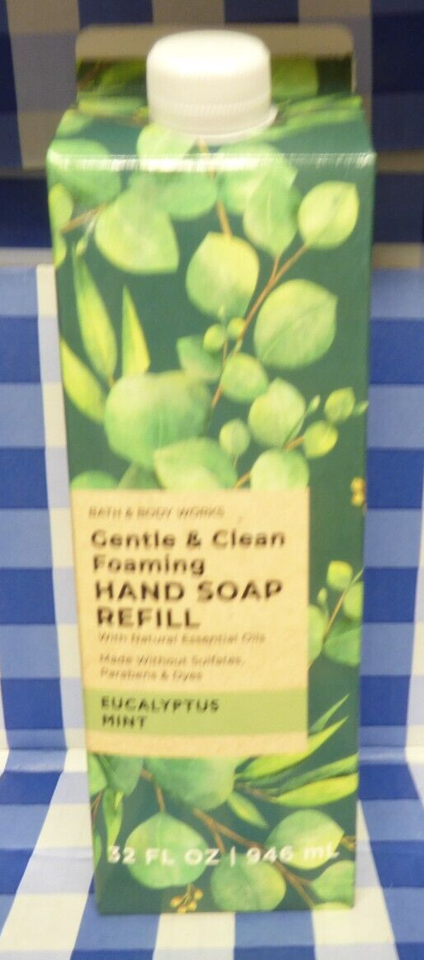 BATH & BODY WORKS
Gentle & Clean
Foaming
HAND SOAP
REFILL
With Natural Essential Oils
Made Without Sulfates,
Parabens & Dyes
EUCALYPTUS
MINT
32 FL OZ | 946 mL